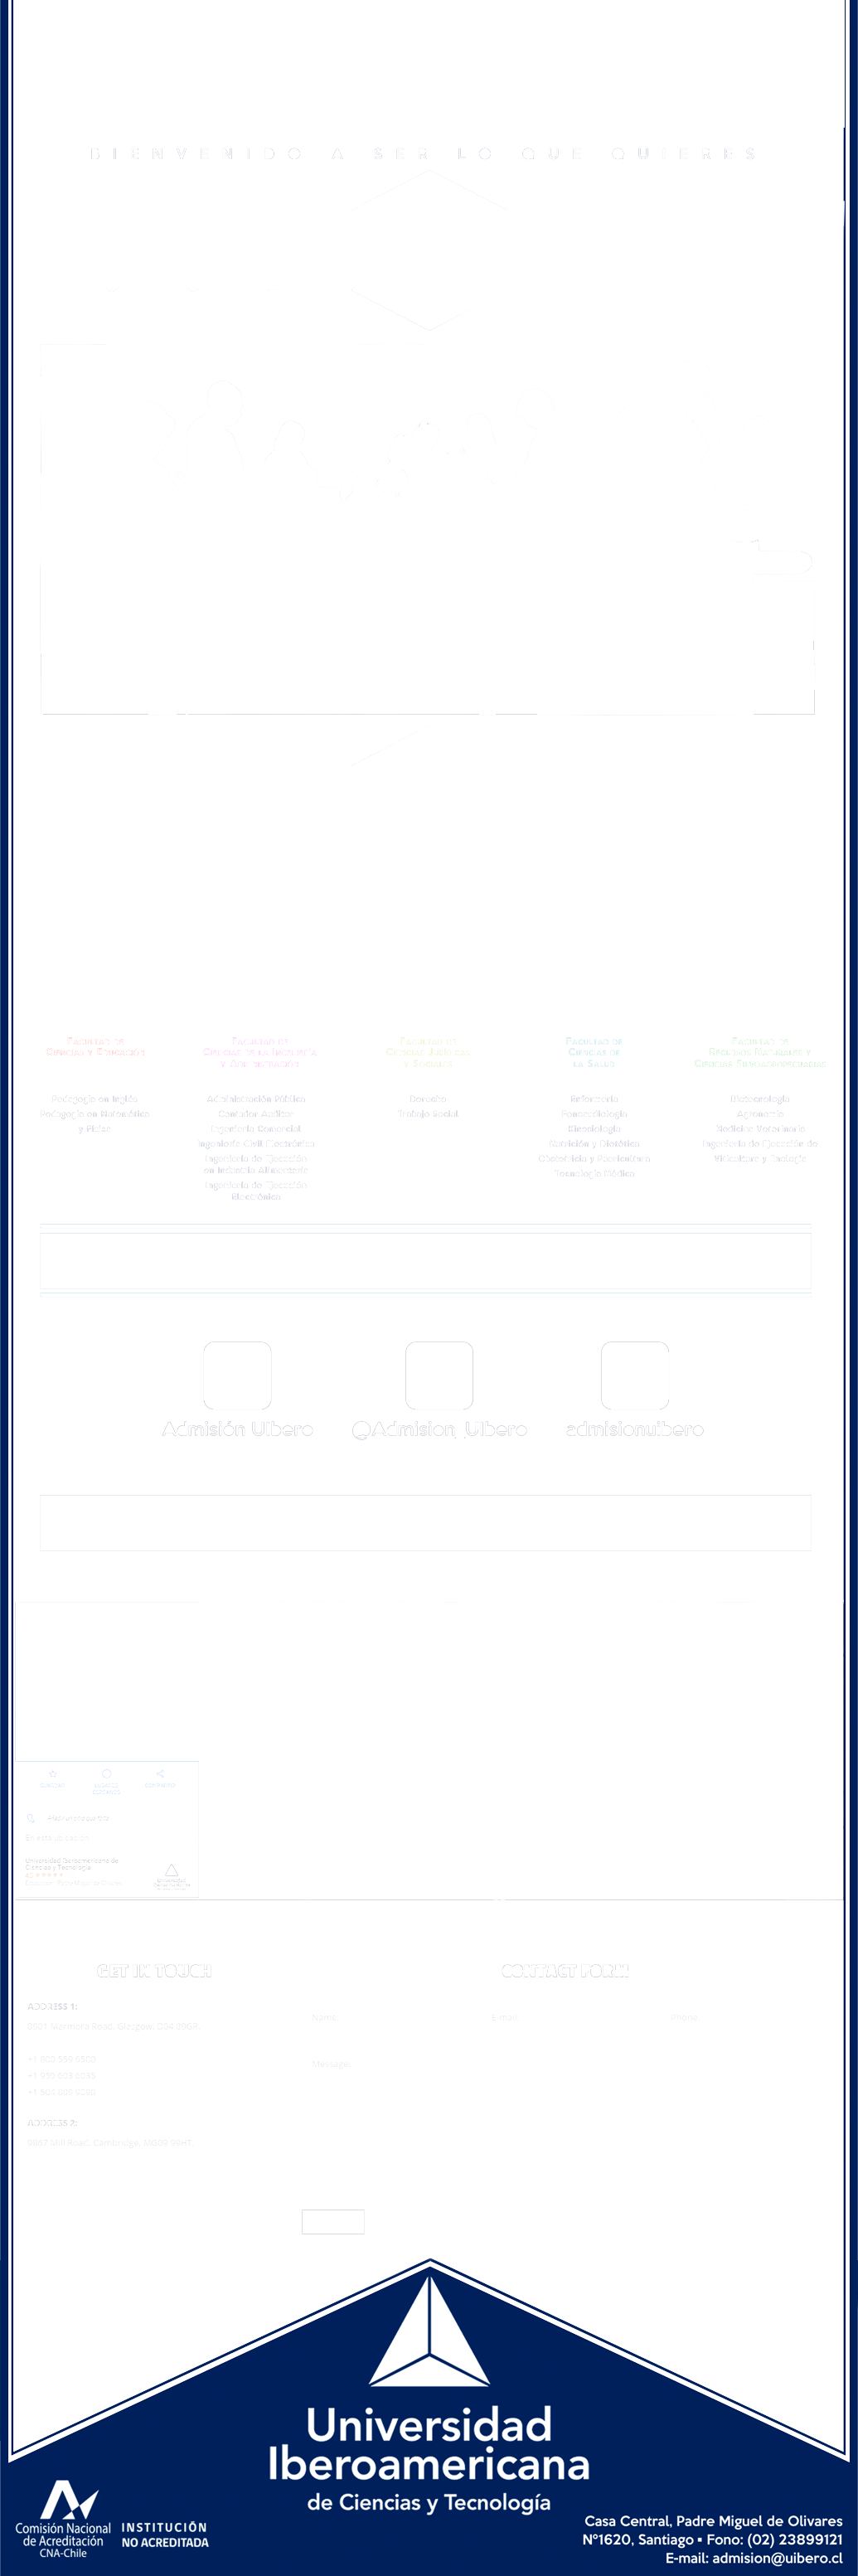 BIENVENIDO A SER LO QUE QUIERES
Facultad de
Ciencias y Educación
Pedagogía en Inglés
Pedagogía en Matemática
y Física
Facultad de
Ciencias de la Ingeniería
y Administración
Administración Pública
Contador Auditor
Ingeniería Comercial
Ingeniería Civil Electrónica
Ingeniería de Ejecución
en Industria Alimentaria
Ingeniería de Ejecución
Electrónica
Facultad de
Ciencias Jurídicas
y Sociales
Derecho
Trabajo Social
Facultad de
Ciencias de
la Salud
Enfermería
Fonoaudiología
Kinesiología
Nutrición y Dietética
Obstetricia y Puericultura
Tecnología Médica
Facultad de
Recursos Naturales y
Ciencias Silvoagropecuarias
Biotecnología
Agronomía
Medicina Veterinaria
Ingeniería de Ejecución en
Viticultura y Enología
Admisión Uibero
@Admision_Uibero
admisionuibero
Universidad Iberoamericana de
Ciencias y Tecnología
GET IN TOUCH
CONTACT FORM
ADDRESS 1:
Name:
E-mail:
Phone:
Message:
ADDRESS 2:
Universidad
Iberoamericana
de Ciencias y Tecnología
Comisión Nacional
de Acreditación
CNA-Chile
INSTITUCIÓN
NO ACREDITADA
Casa Central, Padre Miguel de Olivares
Nº1620, Santiago ▪ Fono: (02) 23899121
E-mail: admision@uibero.cl